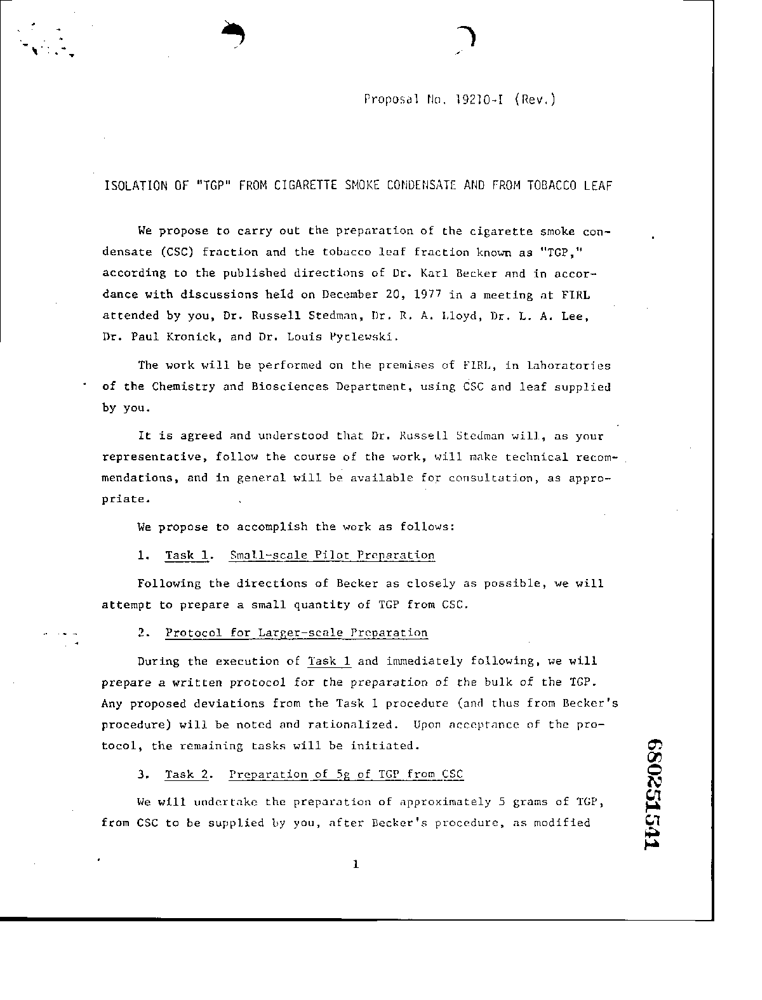 Proposal No. 19210-I (Rev.)
ISOLATION OF "TGP" FROM CIGARETTE SMOKE CONDENSATE AND FROM TOBACCO LEAF
We propose to carry out the preparation of the cigarette smoke con-
densate (CSC) fraction and the tobacco leaf fraction known as "TGP,"
according to the published directions of Dr. Karl Becker and in accor-
dance with discussions held on December 20, 1977 in a meeting at FIRL
attended by you, Dr. Russell Stedman, Dr. R. A. Lloyd, Dr. L. A. Lee,
Dr. Paul Kronick, and Dr. Louis Pytlewski.
The work will be performed on the premises of FIRL, in laboratories
of the Chemistry and Biosciences Department, using CSC and leaf supplied
by you.
It is agreed and understood that Dr. Russell Stedman will, as your
representative, follow the course of the work, will make technical recom-
mendations, and in general will be available for consultation, as appro-
priate.
We propose to accomplish the work as follows:
1. Task 1. Small-scale Pilot Preparation
Following the directions of Becker as closely as possible, we will
attempt to prepare a small quantity of TGP from CSC.
2. Protocol for Larger-scale Preparation
During the execution of Task 1 and immediately following, we will
prepare a written protocol for the preparation of the bulk of the TGP.
Any proposed deviations from the Task 1 procedure (and thus from Becker's
procedure) will be noted and rationalized. Upon acceptance of the pro-
tocol, the remaining tasks will be initiated.
3. Task 2. Preparation of 5g of TGP from CSC
We will undertake the preparation of approximately 5 grams of TGP,
from CSC to be supplied by you, after Becker's procedure, as modified
1
680251541